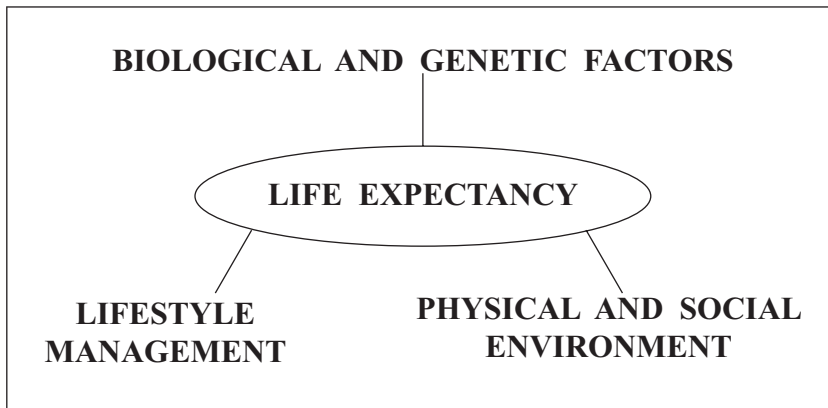 BIOLOGICAL AND GENETIC FACTORS
LIFE EXPECTANCY
LIFESTYLE
MANAGEMENT
PHYSICAL AND SOCIAL
ENVIRONMENT